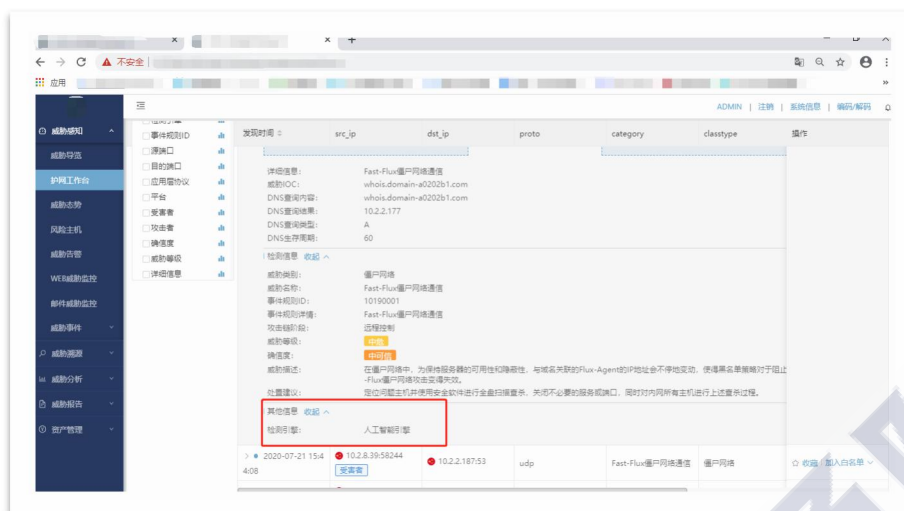 不安全
应用
»
ADMIN | 注销 | 系统信息 | 编码/解码
威胁感知
威胁导览
护网工作台
威胁态势
风险主机
威胁告警
WEB威胁监控
邮件威胁监控
威胁事件
威胁溯源
威胁分析
威胁报告
资产管理
事件规则ID
源端口
目的端口
应用层协议
平台
受害者
攻击者
确信度
威胁等级
详细信息
发现时间 src_ip dst_ip proto category classtype 操作
详细信息: Fast-Flux僵尸网络通信
威胁IOC: whois.domain-a0202b1.com
DNS查询内容: whois.domain-a0202b1.com
DNS查询结果: 10.2.2.177
DNS查询类型: A
DNS生存周期: 60
检测信息 收起
威胁类别: 僵尸网络
威胁名称: Fast-Flux僵尸网络通信
事件规则ID: 10190001
事件规则详情: Fast-Flux僵尸网络通信
攻击链阶段: 远程控制
威胁等级: 中危
确信度: 中可信
威胁描述: 在僵尸网络中，为保持服务器的可用性和隐蔽性，与域名关联的Flux-Agent的IP地址会不停地变动，使得黑名单策略对于阻止
-Flux僵尸网络攻击变得失效。
处置建议: 定位问题主机并使用安全软件进行全盘扫描查杀，关闭不必要的服务或端口，同时对内网所有主机进行上述查杀过程。
其他信息 收起
检测引擎: 人工智能引擎
2020-07-21 15:4 10.2.8.39:58244 10.2.2.187:53 udp Fast-Flux僵尸网络通信 僵尸网络 收藏 加入白名单
4:08 受害者